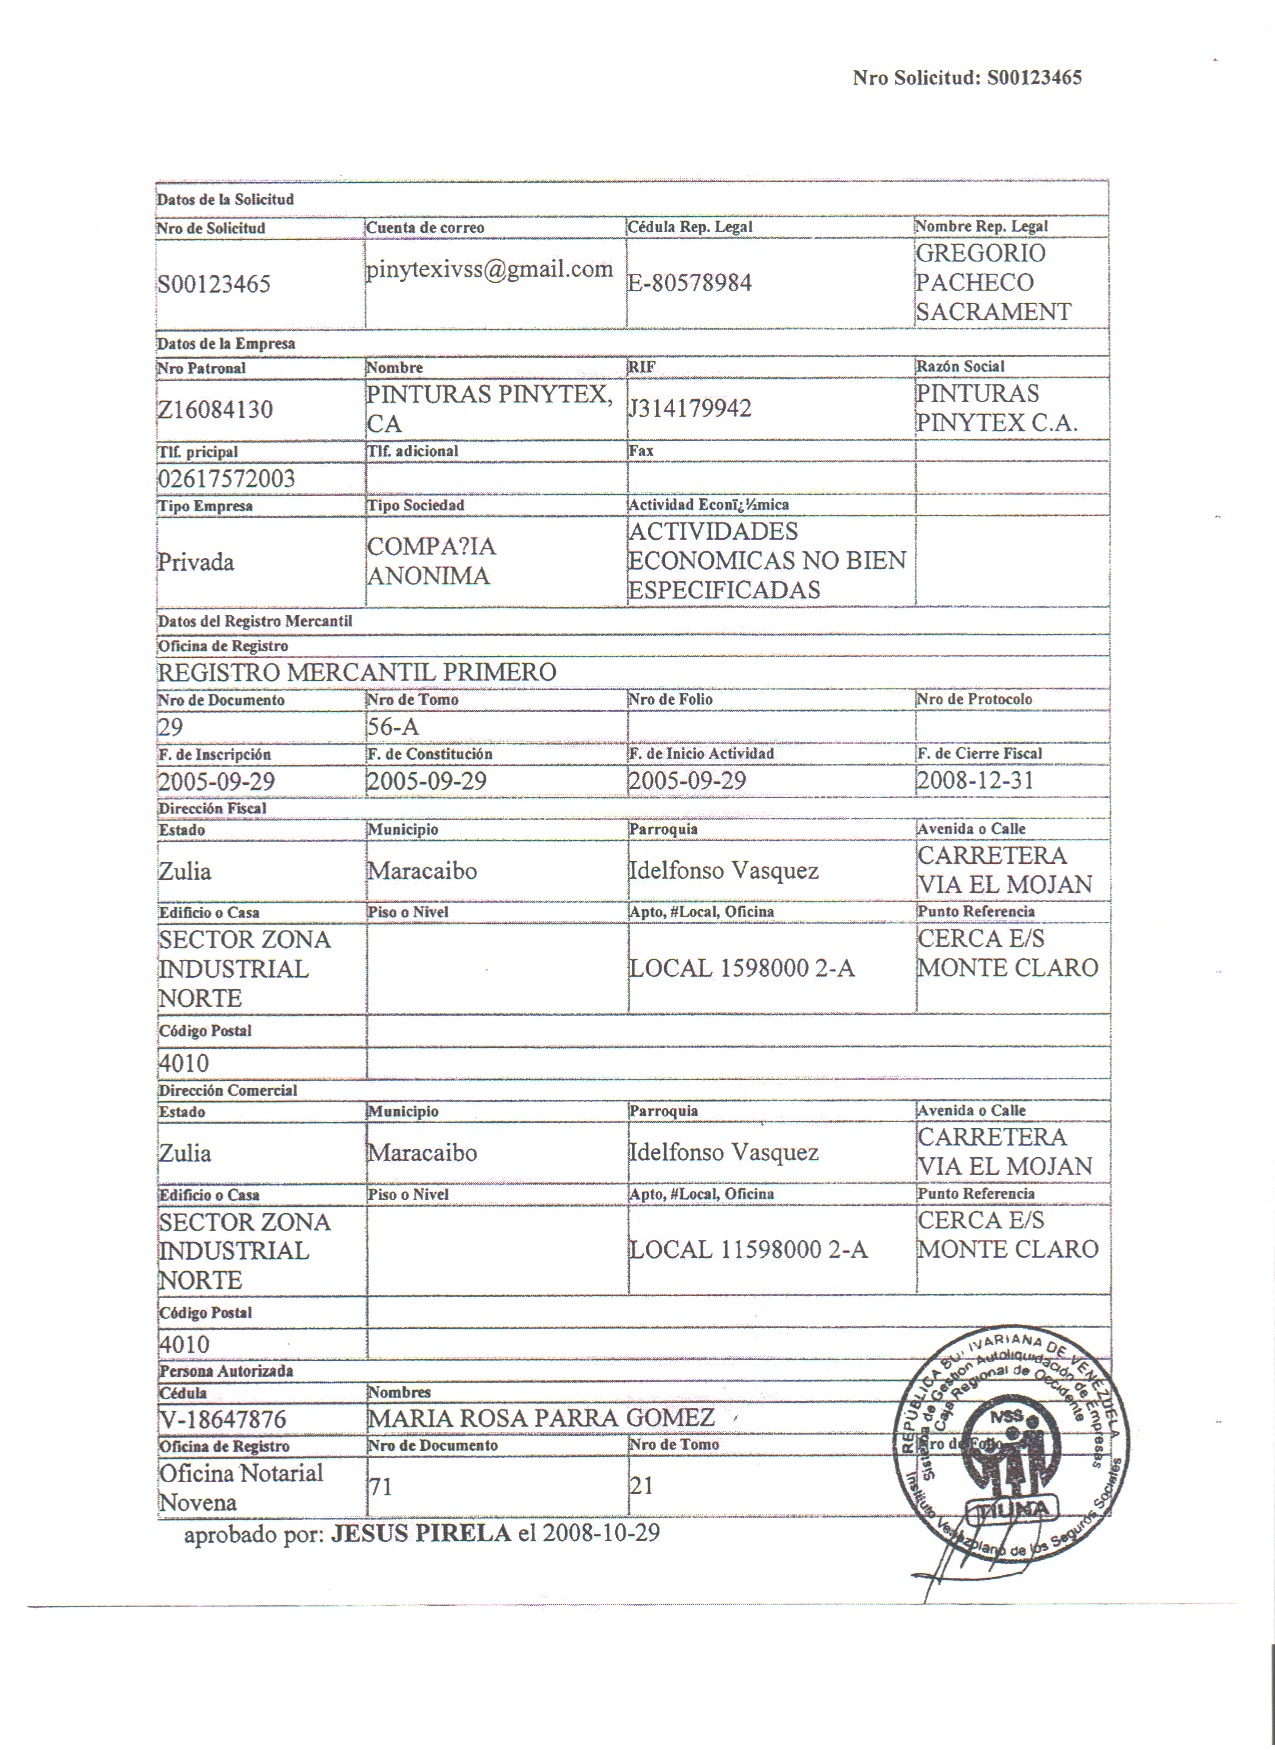 Nro Solicitud: S00123465
Datos de la Solicitud
Nro de Solicitud Cuenta de correo Cédula Rep. Legal Nombre Rep. Legal
S00123465 pinytexivss@gmail.com E-80578984 GREGORIO
PACHECO
SACRAMENT
Datos de la Empresa
Nro Patronal Nombre RIF Razón Social
Z16084130 PINTURAS PINYTEX, J314179942 PINTURAS
CA PINYTEX C.A.
Tlf. pricipal Tlf. adicional Fax
02617572003
Tipo Empresa Tipo Sociedad Actividad Econï¿½mica
Privada COMPA?IA ACTIVIDADES
ANONIMA ECONOMICAS NO BIEN
ESPECIFICADAS
Datos del Registro Mercantil
Oficina de Registro
REGISTRO MERCANTIL PRIMERO
Nro de Documento Nro de Tomo Nro de Folio Nro de Protocolo
29 56-A
F. de Inscripción F. de Constitución F. de Inicio Actividad F. de Cierre Fiscal
2005-09-29 2005-09-29 2005-09-29 2008-12-31
Dirección Fiscal
Estado Municipio Parroquia Avenida o Calle
Zulia Maracaibo Idelfonso Vasquez CARRETERA
VIA EL MOJAN
Edificio o Casa Piso o Nivel Apto, #Local, Oficina Punto Referencia
SECTOR ZONA LOCAL 1598000 2-A CERCA E/S
INDUSTRIAL MONTE CLARO
NORTE
Código Postal
4010
Dirección Comercial
Estado Municipio Parroquia Avenida o Calle
Zulia Maracaibo Idelfonso Vasquez CARRETERA
VIA EL MOJAN
Edificio o Casa Piso o Nivel Apto, #Local, Oficina Punto Referencia
SECTOR ZONA LOCAL 11598000 2-A CERCA E/S
INDUSTRIAL MONTE CLARO
NORTE
Código Postal
4010
Persona Autorizada
Cédula Nombres
V-18647876 MARIA ROSA PARRA GOMEZ
Oficina de Registro Nro de Documento Nro de Tomo Nro de Folio
Oficina Notarial 71 21
Novena
aprobado por: JESUS PIRELA el 2008-10-29
REPÚBLICA BOLIVARIANA DE VENEZUELA
Sistema de Gestión Autoliquidación de Empresas
Caja Regional de Occidente
IVSS
TIUNA
Instituto Venezolano de los Seguros Sociales